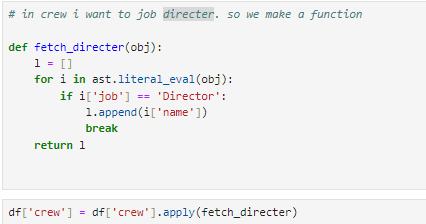 # in crew i want to job directer. so we make a function
def fetch_directer(obj):
    l = []
    for i in ast.literal_eval(obj):
        if i['job'] == 'Director':
            l.append(i['name'])
            break
    return l
df['crew'] = df['crew'].apply(fetch_directer)